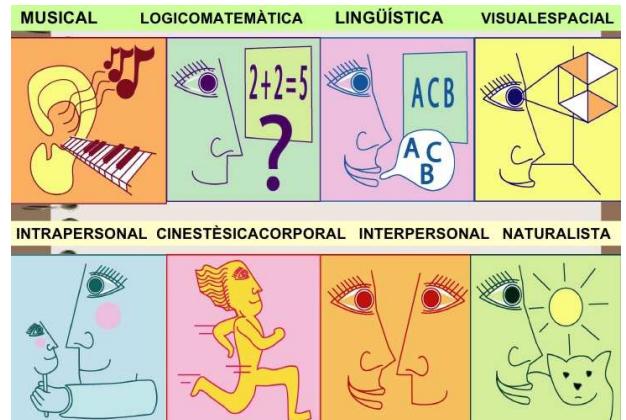 MUSICAL LOGICOMATEMÀTICA LINGÜÍSTICA VISUALESPACIAL
2+2=5
?
ACB
A C
B
INTRAPERSONAL CINESTÈSICACORPORAL INTERPERSONAL NATURALISTA